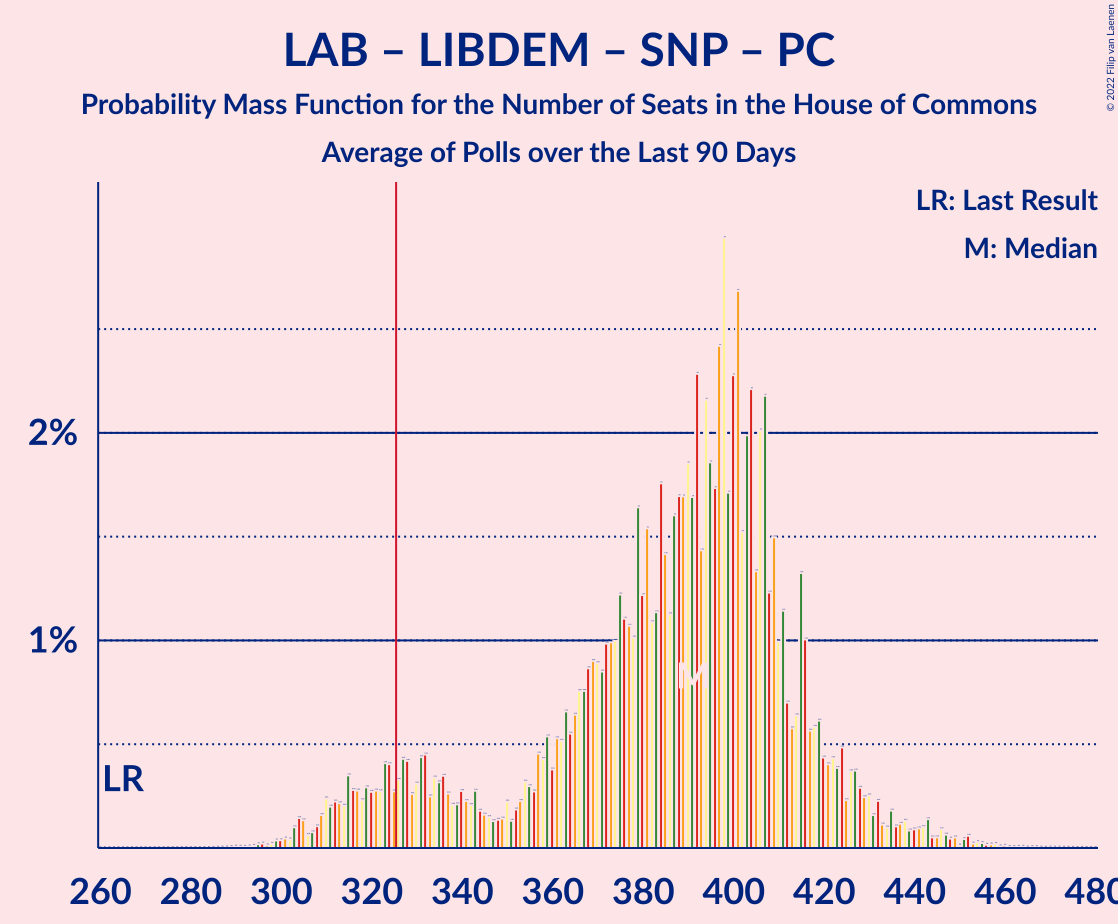 LAB – LIBDEM – SNP – PC
Probability Mass Function for the Number of Seats in the House of Commons
Average of Polls over the Last 90 Days
© 2022 Filip van Laenen
LR: Last Result
M: Median
2%
1%
M
LR
260 280 300 320 340 360 380 400 420 440 460 480